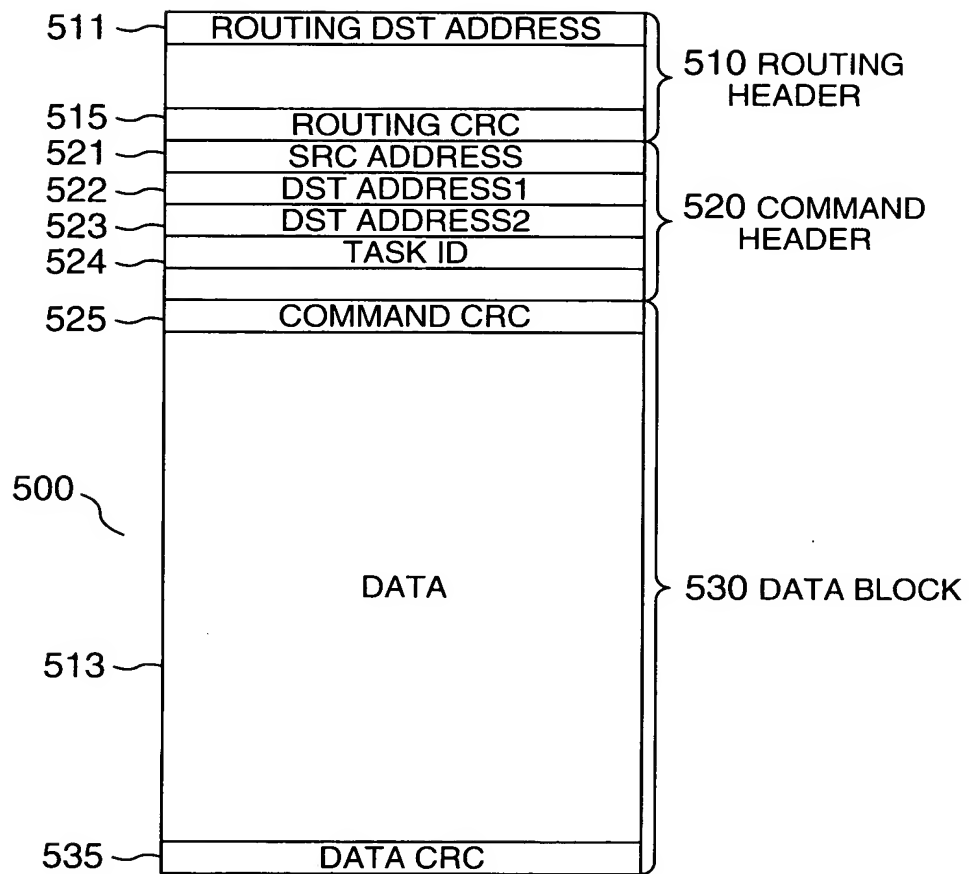 511 ROUTING DST ADDRESS
510 ROUTING
HEADER
515 ROUTING CRC
521 SRC ADDRESS
522 DST ADDRESS1
523 DST ADDRESS2
520 COMMAND
HEADER
524 TASK ID
525 COMMAND CRC
500
DATA
530 DATA BLOCK
513
535 DATA CRC